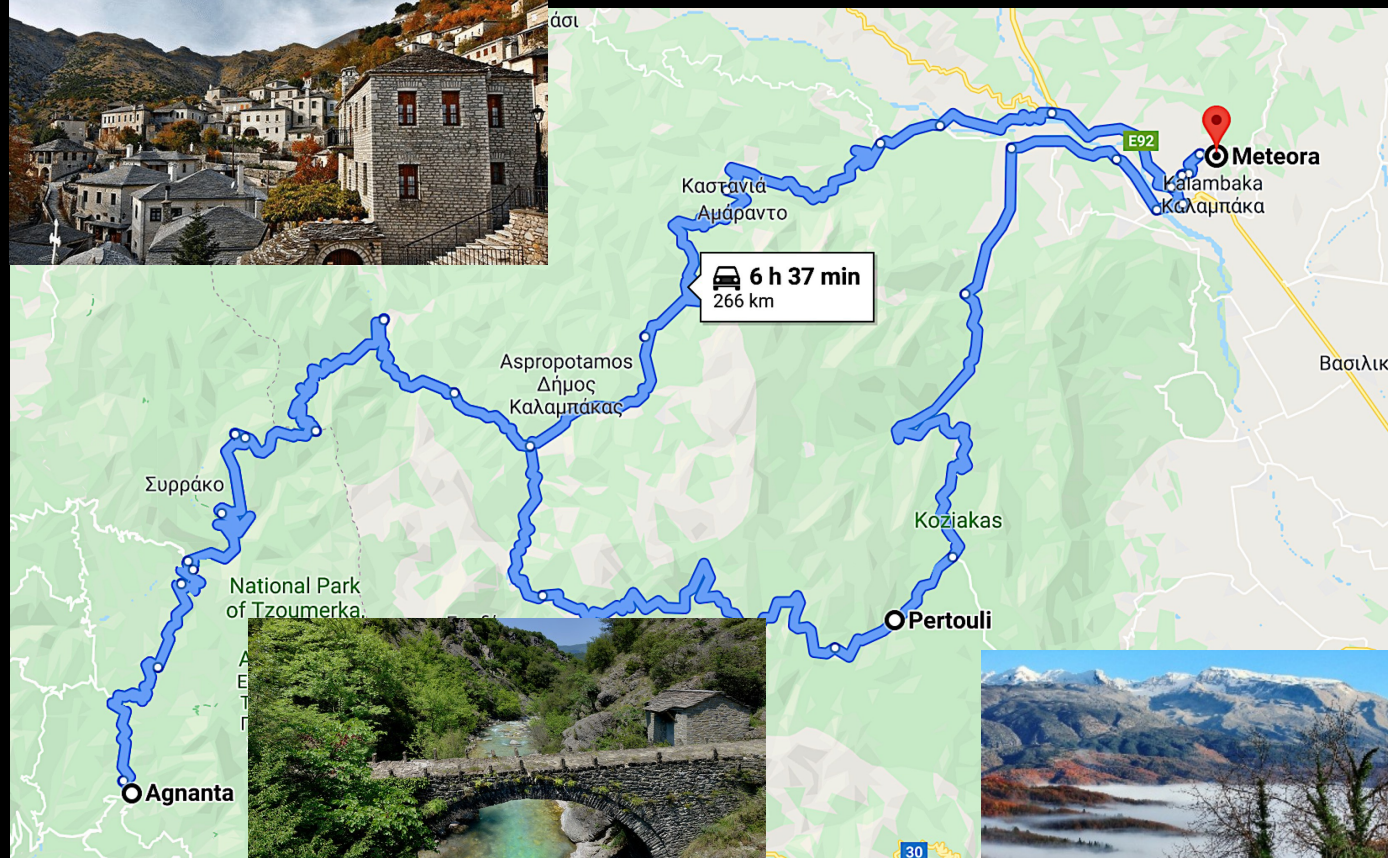 άσι
E92
Meteora
Kalambaka
Καλαμπάκα
Καστανιά
Αμάραντο
6 h 37 min
266 km
Aspropotamos
Δήμος
Καλαμπάκας
Βασιλικ
Συρράκο
Koziakas
National Park
of Tzoumerka,
Pertouli
Agnanta
30